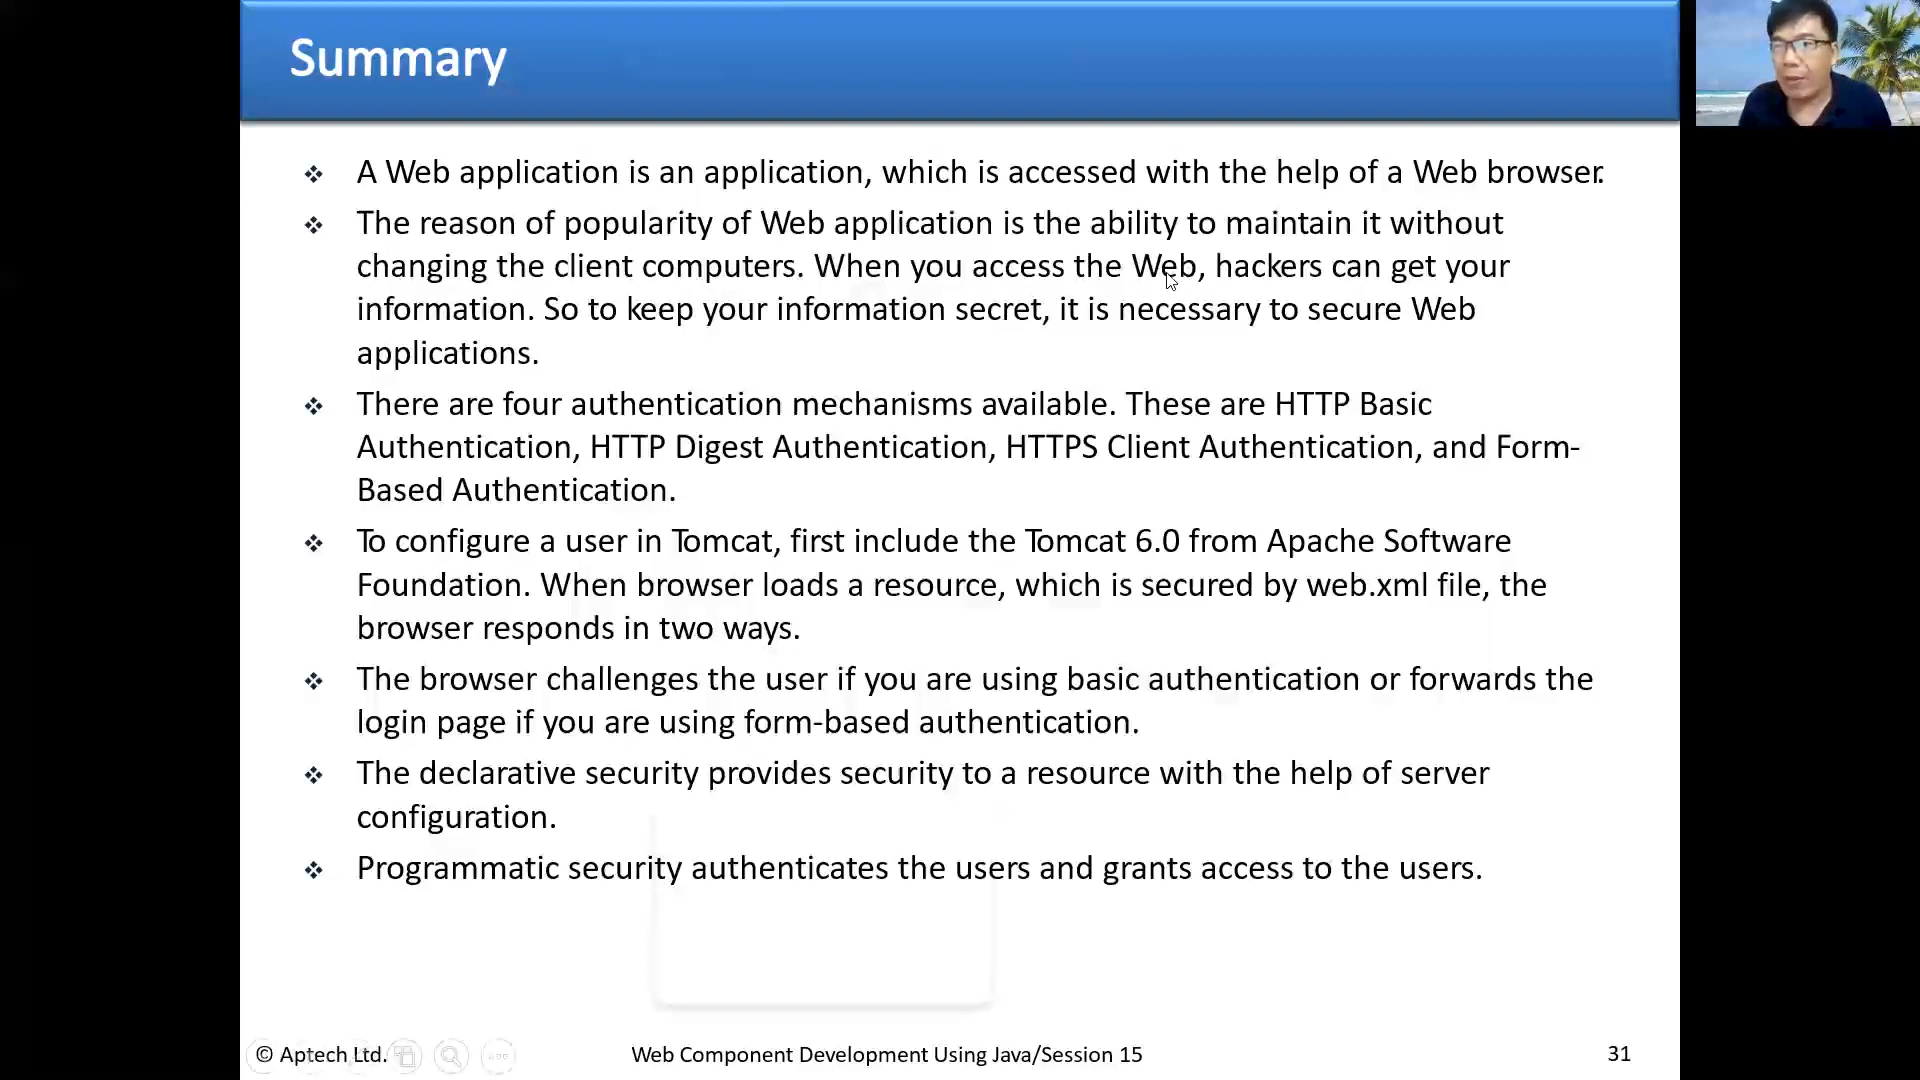 Summary
A Web application is an application, which is accessed with the help of a Web browser.
The reason of popularity of Web application is the ability to maintain it without
changing the client computers. When you access the Web, hackers can get your
information. So to keep your information secret, it is necessary to secure Web
applications.
There are four authentication mechanisms available. These are HTTP Basic
Authentication, HTTP Digest Authentication, HTTPS Client Authentication, and Form-
Based Authentication.
To configure a user in Tomcat, first include the Tomcat 6.0 from Apache Software
Foundation. When browser loads a resource, which is secured by web.xml file, the
browser responds in two ways.
The browser challenges the user if you are using basic authentication or forwards the
login page if you are using form-based authentication.
The declarative security provides security to a resource with the help of server
configuration.
Programmatic security authenticates the users and grants access to the users.
© Aptech Ltd. Web Component Development Using Java/Session 15 31